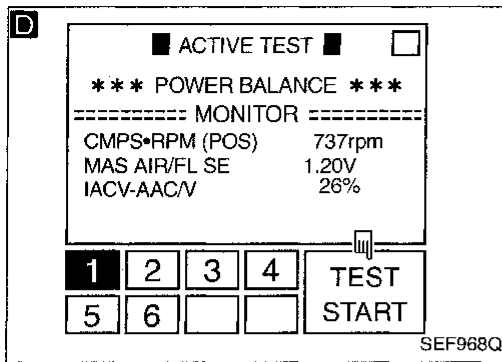 D
■ ACTIVE TEST ■
*** POWER BALANCE ***
========== MONITOR ==========
CMPS•RPM (POS) 737rpm
MAS AIR/FL SE 1.20V
IACV-AAC/V 26%
1 2 3 4 TEST
5 6 START
SEF968Q